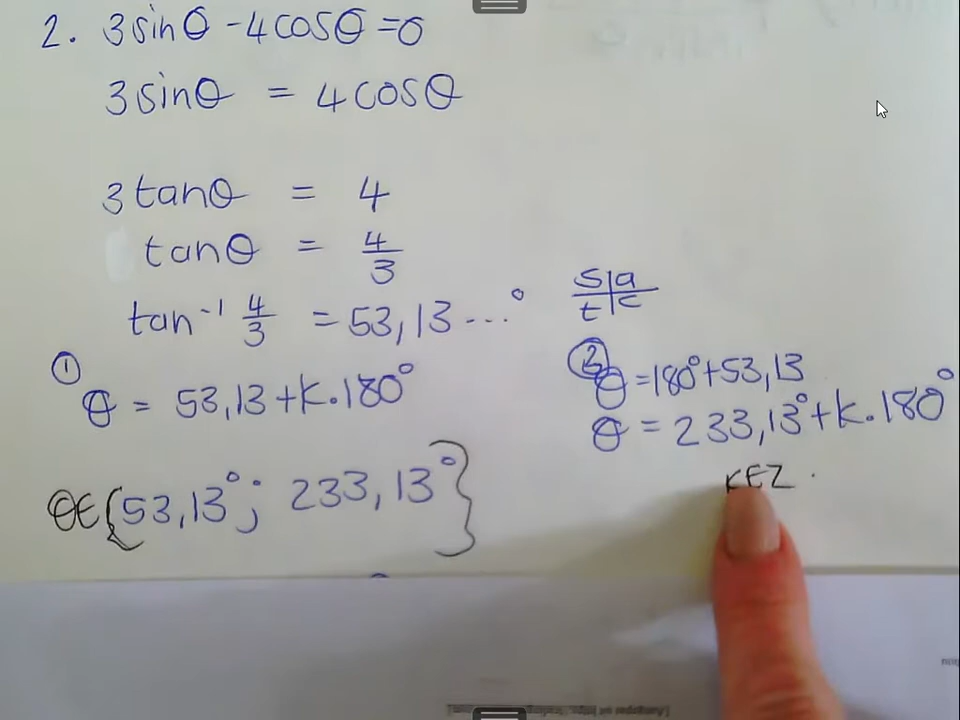 2. 3sinθ - 4cosθ = 0
3sinθ = 4cosθ
3tanθ = 4
tanθ = 4/3
tan⁻¹ 4/3 = 53,13...°
S|a
t|c
①
θ = 53,13 + K.180°
②
θ = 180° + 53,13
θ = 233,13° + K.180°
KEZ.
θ∈{53,13°; 233,13°}